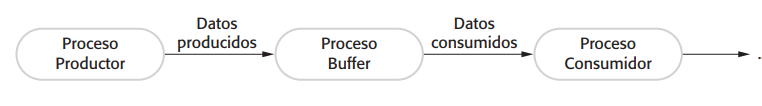 Proceso
Productor
Datos
producidos
Proceso
Buffer
Datos
consumidos
Proceso
Consumidor
.